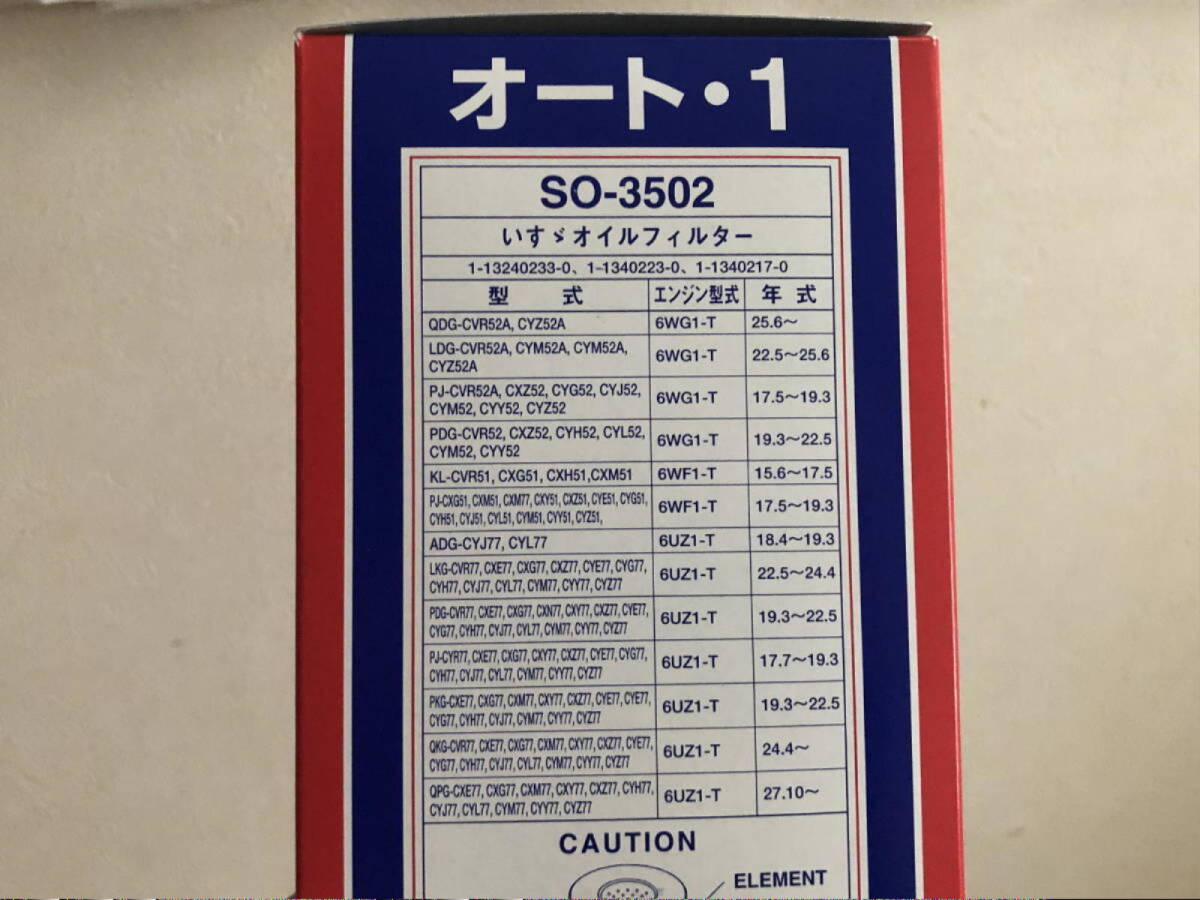 オート・1
SO-3502
いすゞオイルフィルター
1-13240233-0、1-1340223-0、1-1340217-0
型 式 エンジン型式 年 式
QDG-CVR52A, CYZ52A 6WG1-T 25.6～
LDG-CVR52A, CYM52A, CYM52A,
CYZ52A 6WG1-T 22.5～25.6
PJ-CVR52A, CXZ52, CYG52, CYJ52,
CYM52, CYY52, CYZ52 6WG1-T 17.5～19.3
PDG-CVR52, CXZ52, CYH52, CYL52,
CYM52, CYY52 6WG1-T 19.3～22.5
KL-CVR51, CXG51, CXH51,CXM51 6WF1-T 15.6～17.5
PJ-CXG51, CXM51, CXM77, CXY51, CXZ51, CYE51, CYG51,
CYH51, CYJ51, CYL51, CYM51, CYY51, CYZ51, 6WF1-T 17.5～19.3
ADG-CYJ77, CYL77 6UZ1-T 18.4～19.3
LKG-CVR77, CXE77, CXG77, CXZ77, CYE77, CYG77,
CYH77, CYJ77, CYL77, CYM77, CYY77, CYZ77 6UZ1-T 22.5～24.4
PDG-CVR77, CXE77, CXG77, CXN77, CXY77, CXZ77, CYE77,
CYG77, CYH77, CYJ77, CYL77, CYM77, CYY77, CYZ77 6UZ1-T 19.3～22.5
PJ-CYR77, CXE77, CXG77, CXY77, CXZ77, CYE77, CYG77,
CYH77, CYJ77, CYL77, CYM77, CYY77, CYZ77 6UZ1-T 17.7～19.3
PKG-CXE77, CXG77, CXM77, CXY77, CXZ77, CYE77, CYE77,
CYG77, CYH77, CYJ77, CYM77, CYY77, CYZ77 6UZ1-T 19.3～22.5
QKG-CVR77, CXE77, CXG77, CXM77, CXY77, CXZ77, CYE77,
CYG77, CYH77, CYJ77, CYL77, CYM77, CYY77, CYZ77 6UZ1-T 24.4～
QPG-CXE77, CXG77, CXM77, CXY77, CXZ77, CYH77,
CYJ77, CYL77, CYM77, CYY77, CYZ77 6UZ1-T 27.10～
CAUTION
ELEMENT